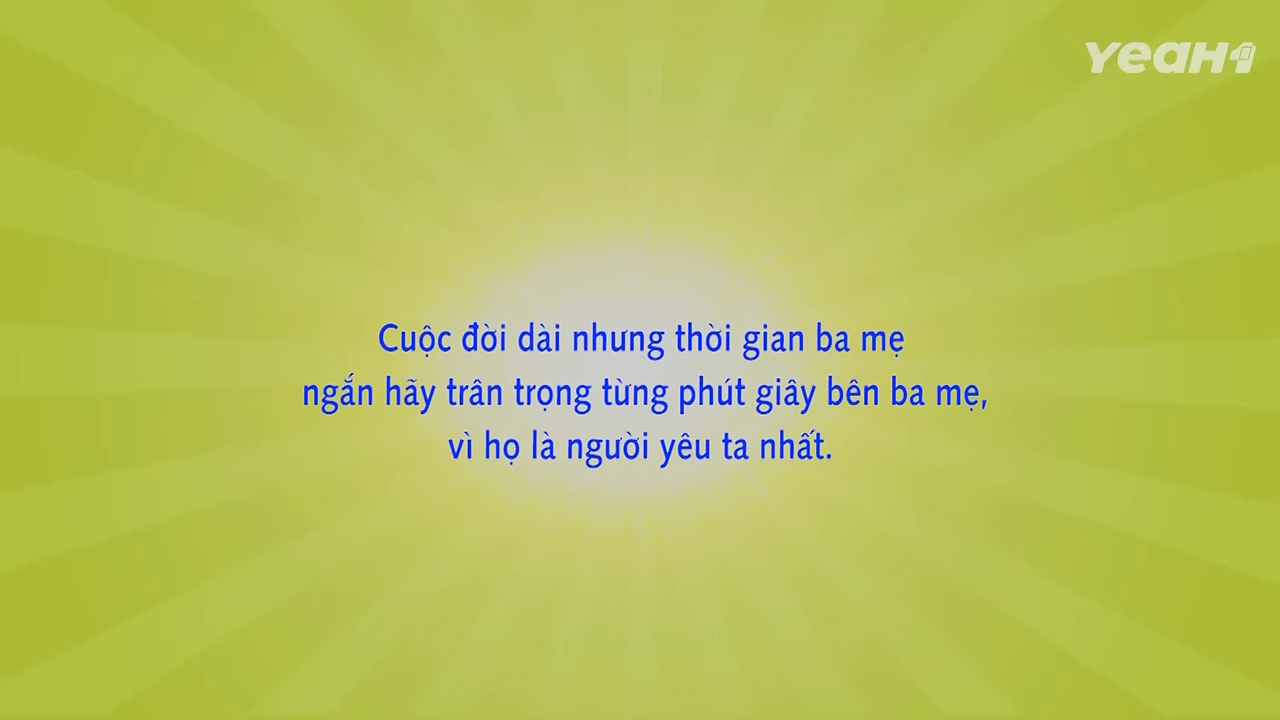 YEAH1
Cuộc đời dài nhưng thời gian ba mẹ
ngắn hãy trân trọng từng phút giây bên ba mẹ,
vì họ là người yêu ta nhất.